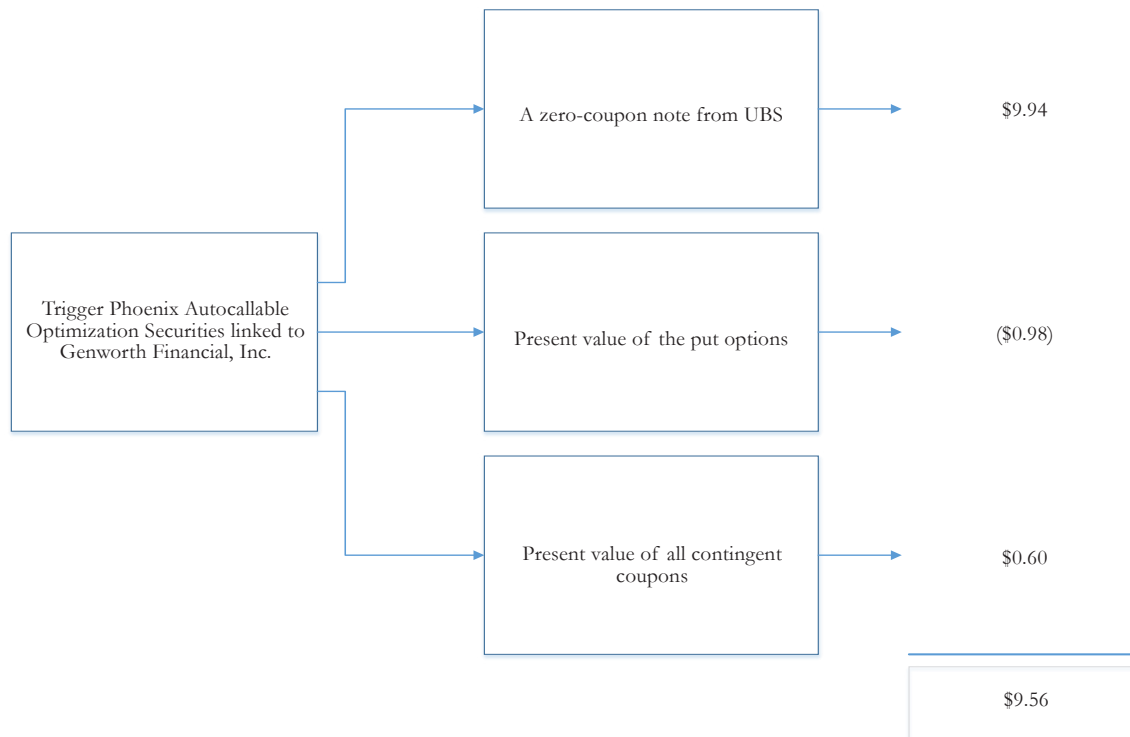 A zero-coupon note from UBS
$9.94
Trigger Phoenix Autocallable
Optimization Securities linked to
Genworth Financial, Inc.
Present value of the put options
($0.98)
Present value of all contingent
coupons
$0.60
$9.56